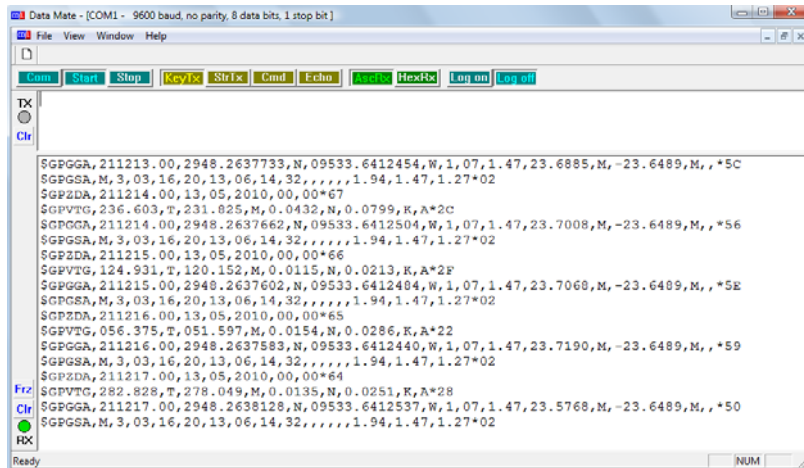 Data Mate - [COM1 -   9600 baud, no parity, 8 data bits, 1 stop bit ]
File View Window Help
Com Start Stop KeyTx StrTx Cmd Echo AscRx HexRx Log on Log off
TX
Clr
$GPGGA,211213.00,2948.2637733,N,09533.6412454,W,1,07,1.47,23.6885,M,-23.6489,M,,*5C
$GPGSA,M,3,03,16,20,13,06,14,32,,,,,,1.94,1.47,1.27*02
$GPZDA,211214.00,13,05,2010,00,00*67
$GPVTG,236.603,T,231.825,M,0.0432,N,0.0799,K,A*2C
$GPGGA,211214.00,2948.2637662,N,09533.6412504,W,1,07,1.47,23.7008,M,-23.6489,M,,*56
$GPGSA,M,3,03,16,20,13,06,14,32,,,,,,1.94,1.47,1.27*02
$GPZDA,211215.00,13,05,2010,00,00*66
$GPVTG,124.931,T,120.152,M,0.0115,N,0.0213,K,A*2F
$GPGGA,211215.00,2948.2637602,N,09533.6412484,W,1,07,1.47,23.7068,M,-23.6489,M,,*5E
$GPGSA,M,3,03,16,20,13,06,14,32,,,,,,1.94,1.47,1.27*02
$GPZDA,211216.00,13,05,2010,00,00*65
$GPVTG,056.375,T,051.597,M,0.0154,N,0.0286,K,A*22
$GPGGA,211216.00,2948.2637583,N,09533.6412440,W,1,07,1.47,23.7190,M,-23.6489,M,,*59
$GPGSA,M,3,03,16,20,13,06,14,32,,,,,,1.94,1.47,1.27*02
$GPZDA,211217.00,13,05,2010,00,00*64
Frz
$GPVTG,282.828,T,278.049,M,0.0135,N,0.0251,K,A*28
Clr
$GPGGA,211217.00,2948.2638128,N,09533.6412537,W,1,07,1.47,23.5768,M,-23.6489,M,,*50
$GPGSA,M,3,03,16,20,13,06,14,32,,,,,,1.94,1.47,1.27*02
RX
Ready NUM